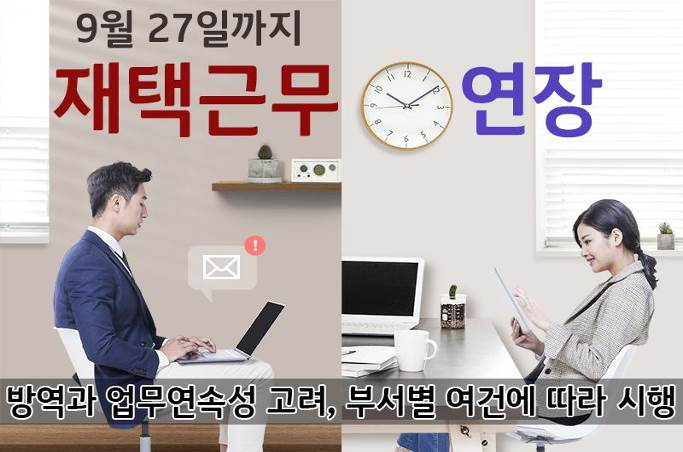 9월 27일까지
재택근무 연장
방역과 업무연속성 고려, 부서별 여건에 따라 시행